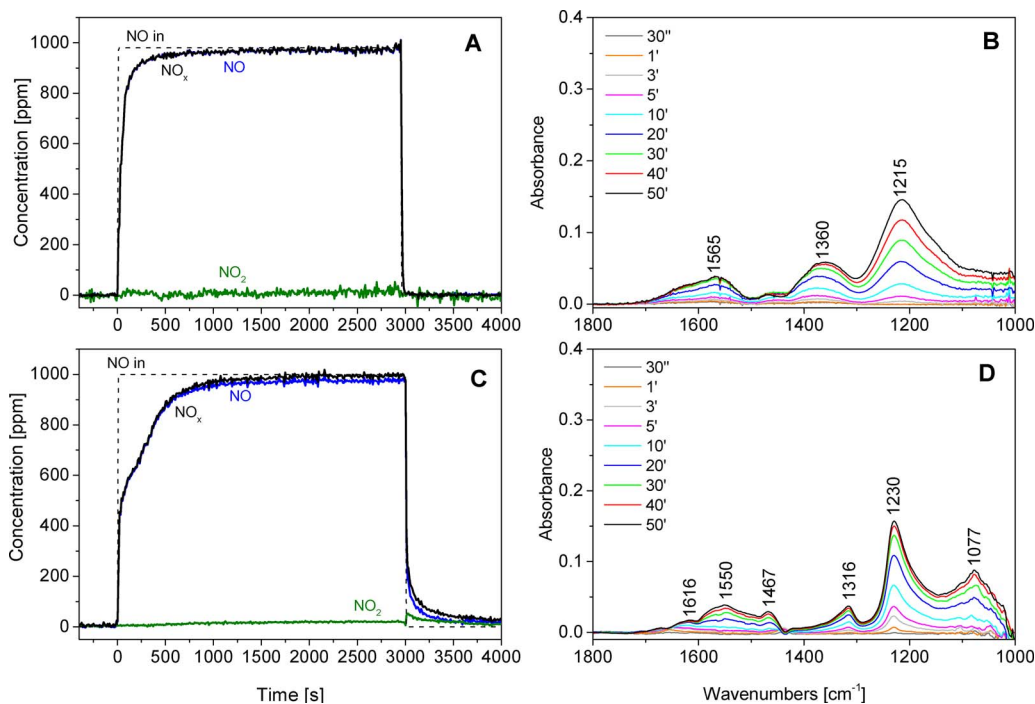 A
NO in
NOx
NO
NO2
Concentration [ppm]
1000
800
600
400
200
0
0 500 1000 1500 2000 2500 3000 3500 4000
B
30"
1'
3'
5'
10'
20'
30'
40'
50'
1565
1360
1215
Absorbance
0.4
0.3
0.2
0.1
0.0
1800 1600 1400 1200 1000
C
NO in
NOx
NO
NO2
Concentration [ppm]
1000
800
600
400
200
0
0 500 1000 1500 2000 2500 3000 3500 4000
Time [s]
D
30"
1'
3'
5'
10'
20'
30'
40'
50'
1616
1550
1467
1316
1230
1077
Absorbance
0.4
0.3
0.2
0.1
0.0
1800 1600 1400 1200 1000
Wavenumbers [cm-1]